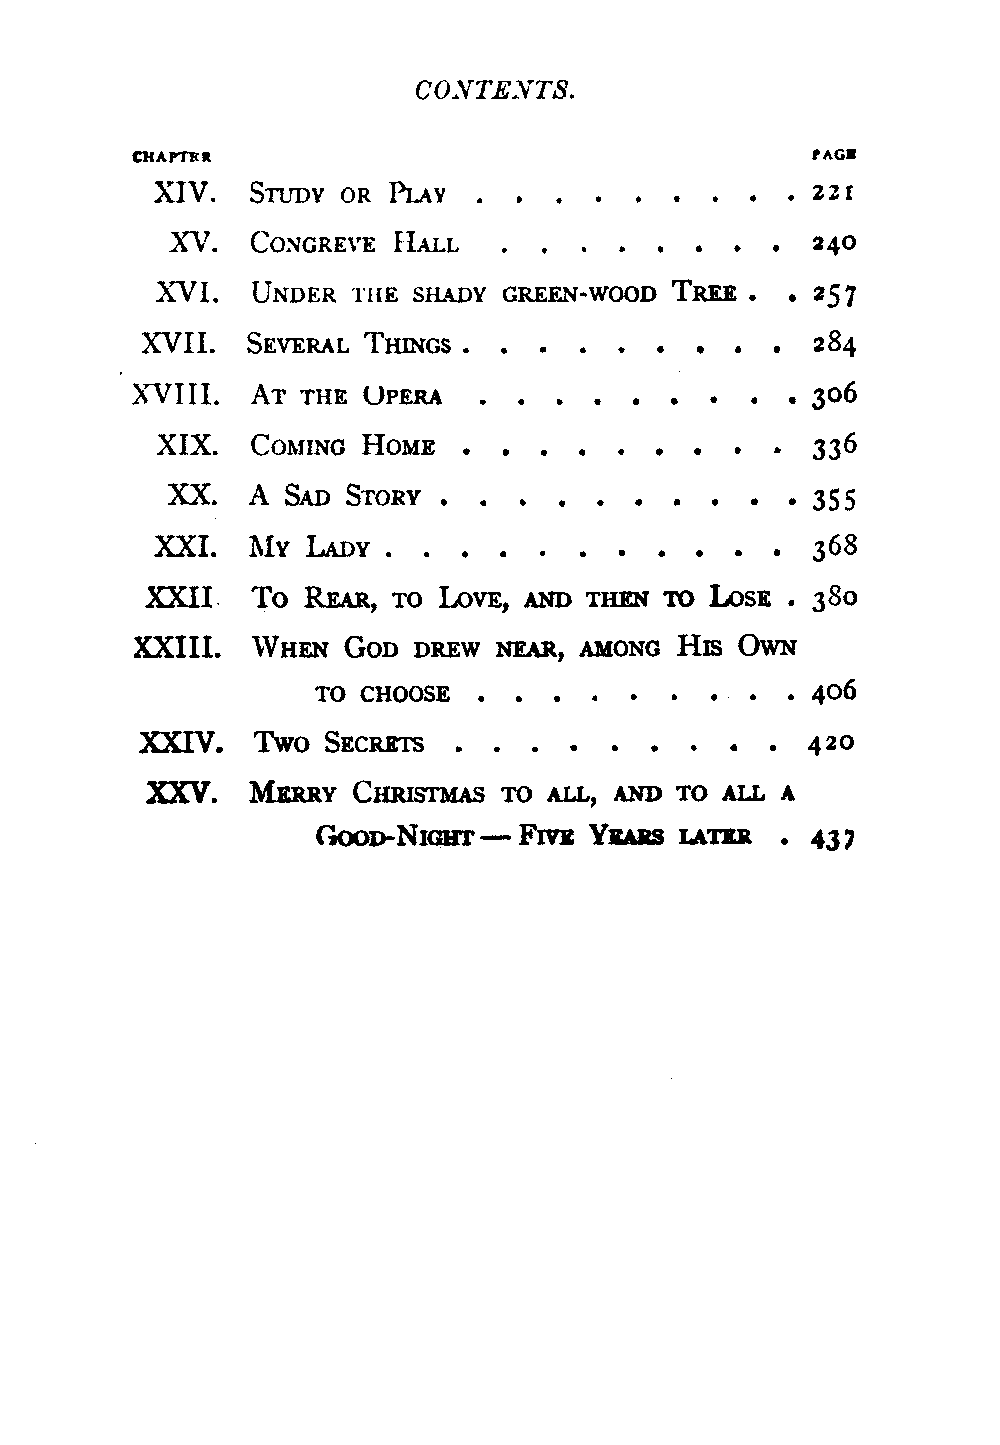 CONTENTS.
CHAPTER PAGE
XIV. STUDY OR PLAY . . . . . . . . . 221
XV. CONGREVE HALL . . . . . . . . 240
XVI. UNDER THE SHADY GREEN-WOOD TREE . . 257
XVII. SEVERAL THINGS . . . . . . . . . 284
XVIII. AT THE OPERA . . . . . . . . . 306
XIX. COMING HOME . . . . . . . . . 336
XX. A SAD STORY . . . . . . . . . . 355
XXI. MY LADY . . . . . . . . . . . 368
XXII. TO REAR, TO LOVE, AND THEN TO LOSE . 380
XXIII. WHEN GOD DREW NEAR, AMONG HIS OWN
TO CHOOSE . . . . . . . . . 406
XXIV. TWO SECRETS . . . . . . . . . 420
XXV. MERRY CHRISTMAS TO ALL, AND TO ALL A
GOOD-NIGHT — FIVE YEARS LATER . 437